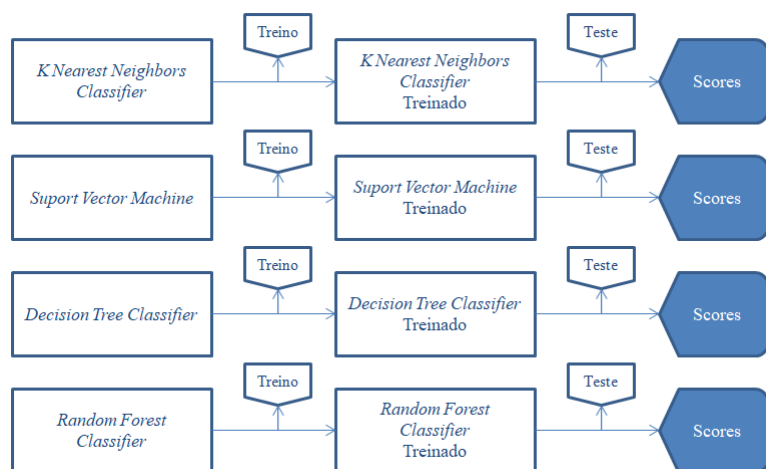 Treino
Teste
K Nearest Neighbors
Classifier
K Nearest Neighbors
Classifier
Treinado
Scores
Treino
Teste
Suport Vector Machine
Suport Vector Machine
Treinado
Scores
Treino
Teste
Decision Tree Classifier
Decision Tree Classifier
Treinado
Scores
Treino
Teste
Random Forest
Classifier
Random Forest
Classifier
Treinado
Scores